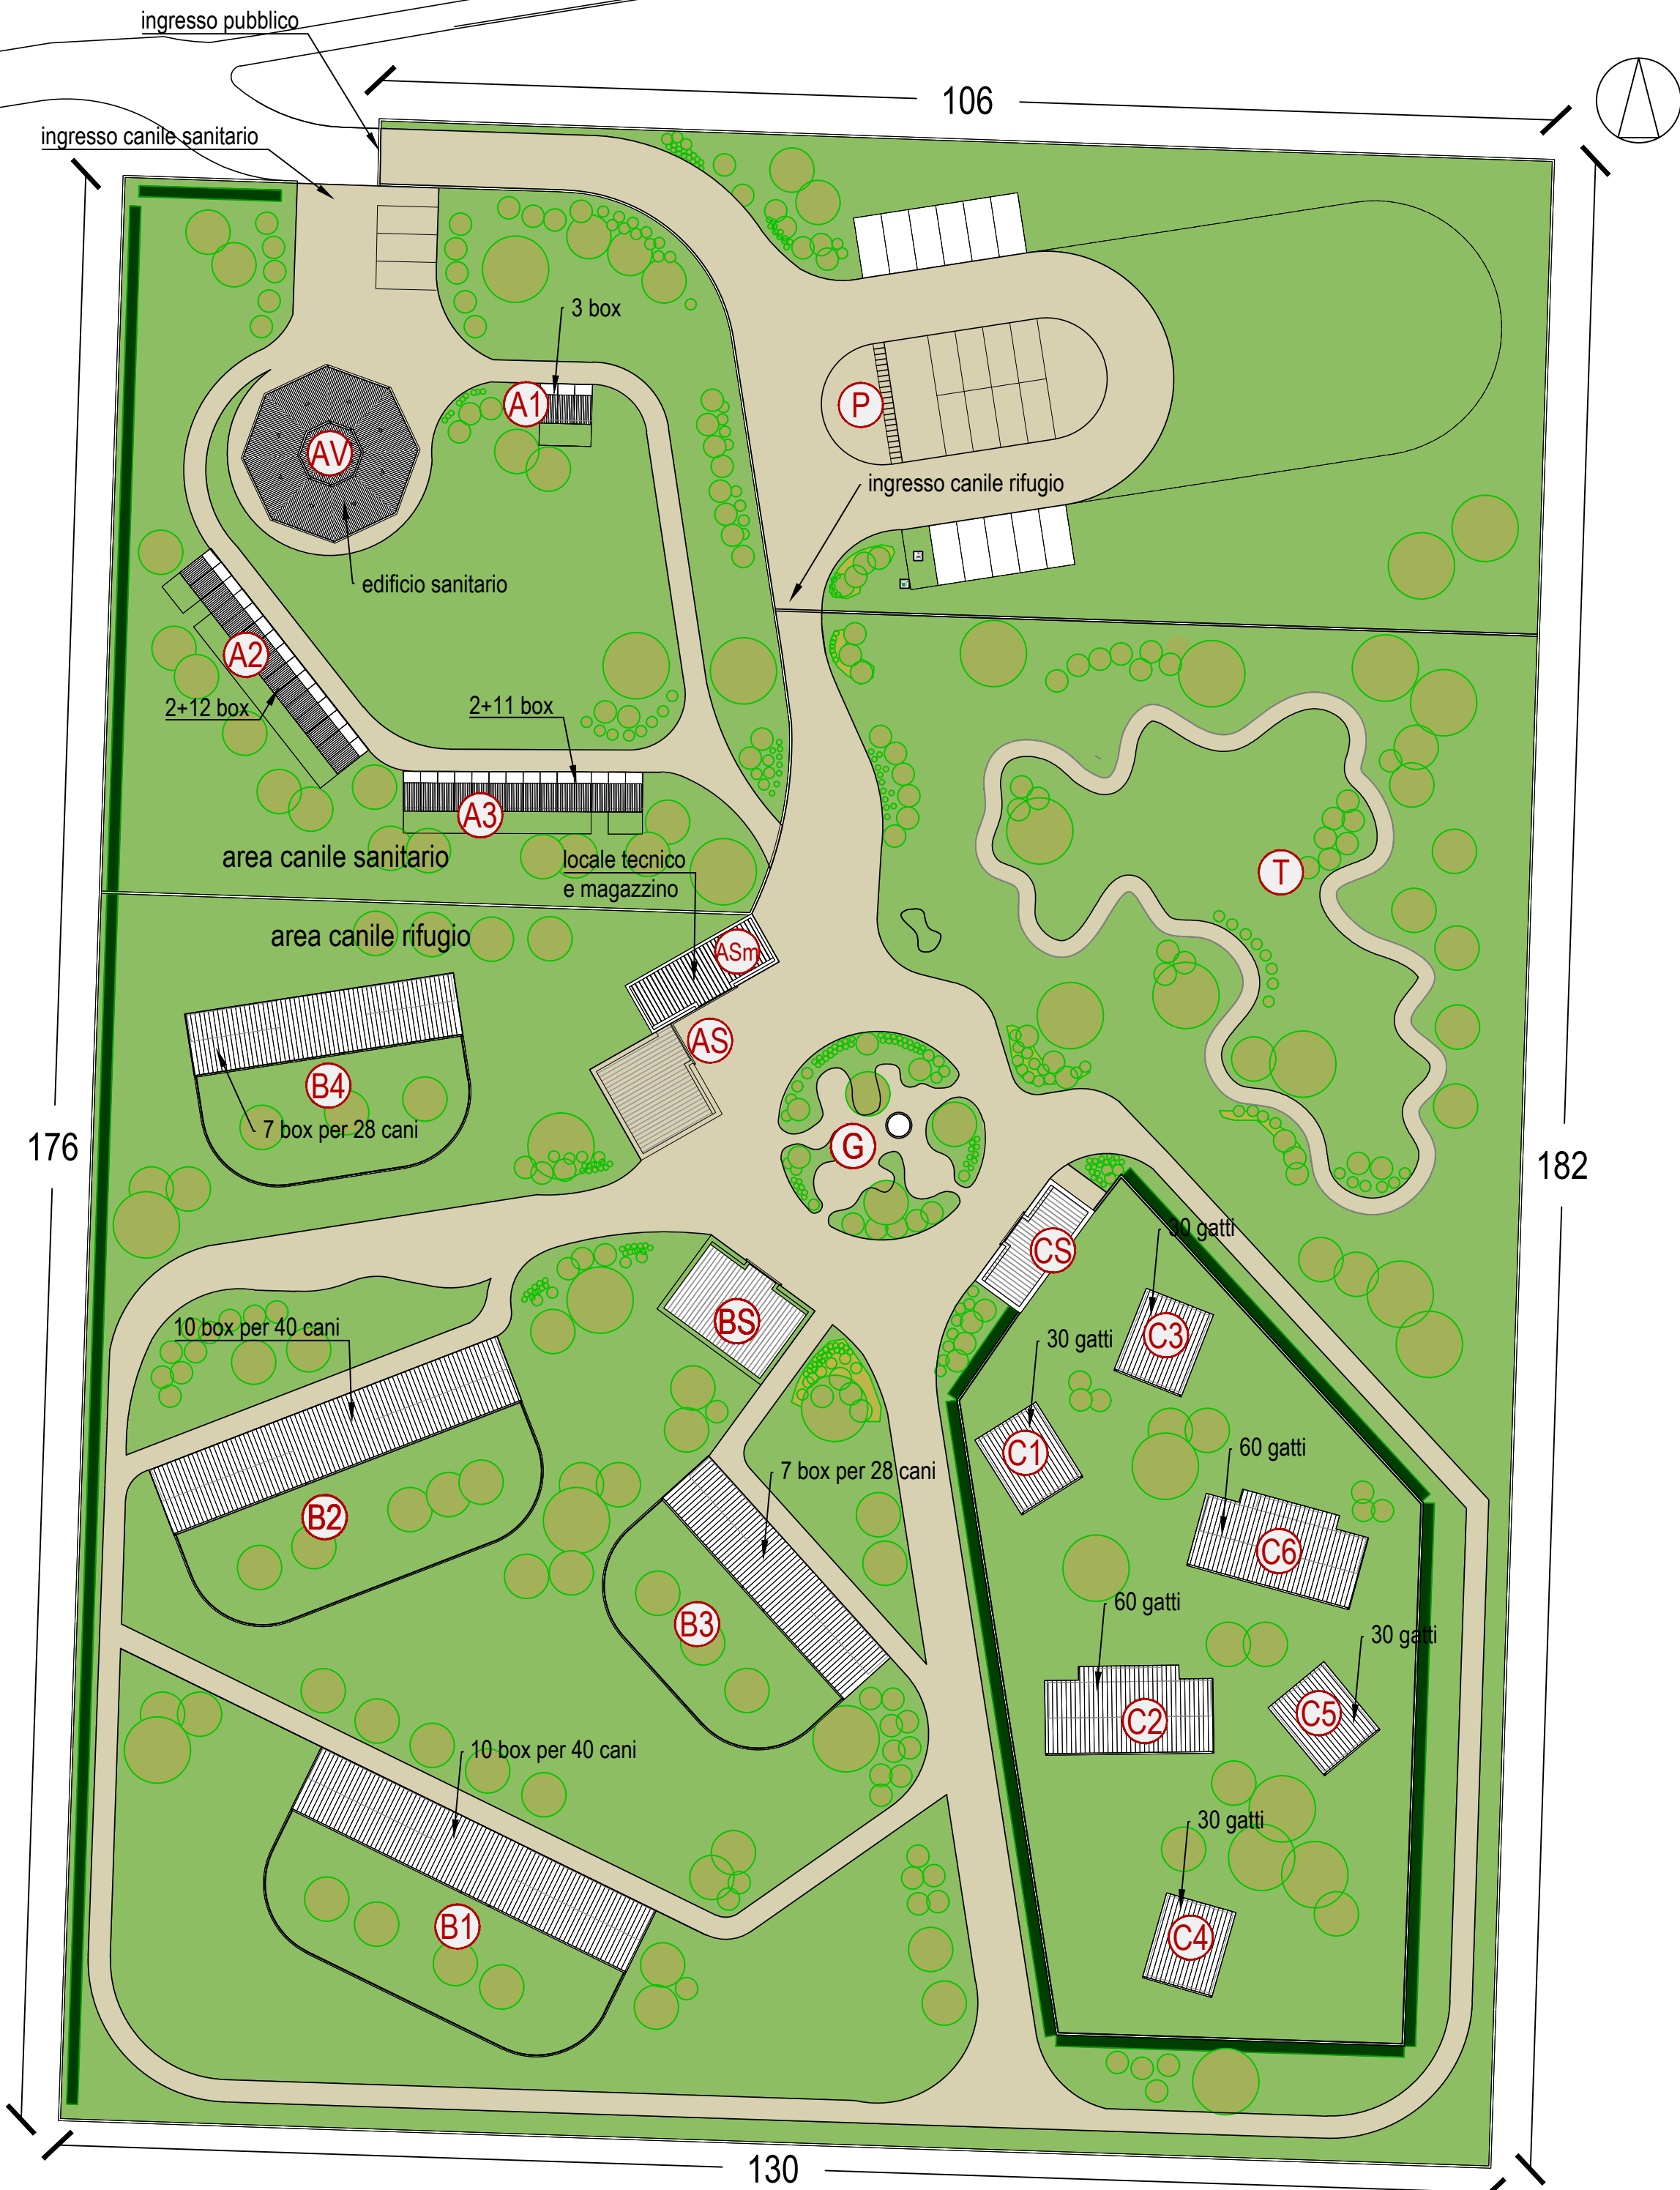 ingresso pubblico
106
ingresso canile sanitario
3 box
A1
P
AV
ingresso canile rifugio
edificio sanitario
A2
2+12 box
2+11 box
A3
area canile sanitario
locale tecnico
e magazzino
T
area canile rifugio
ASm
AS
B4
7 box per 28 cani
G
176
182
30 gatti
CS
BS
10 box per 40 cani
C3
30 gatti
C1
60 gatti
7 box per 28 cani
B2
C6
60 gatti
B3
30 gatti
C5
C2
10 box per 40 cani
30 gatti
B1
C4
130